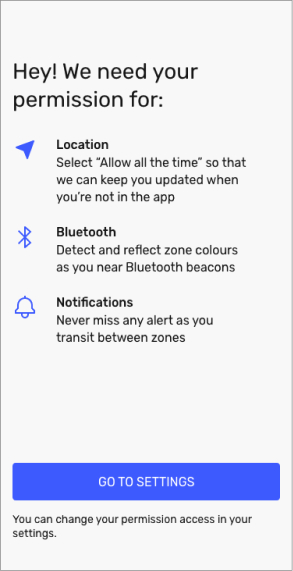 Hey! We need your
permission for:
Location
Select “Allow all the time” so that
we can keep you updated when
you’re not in the app
Bluetooth
Detect and reflect zone colours
as you near Bluetooth beacons
Notifications
Never miss any alert as you
transit between zones
GO TO SETTINGS
You can change your permission access in your
settings.